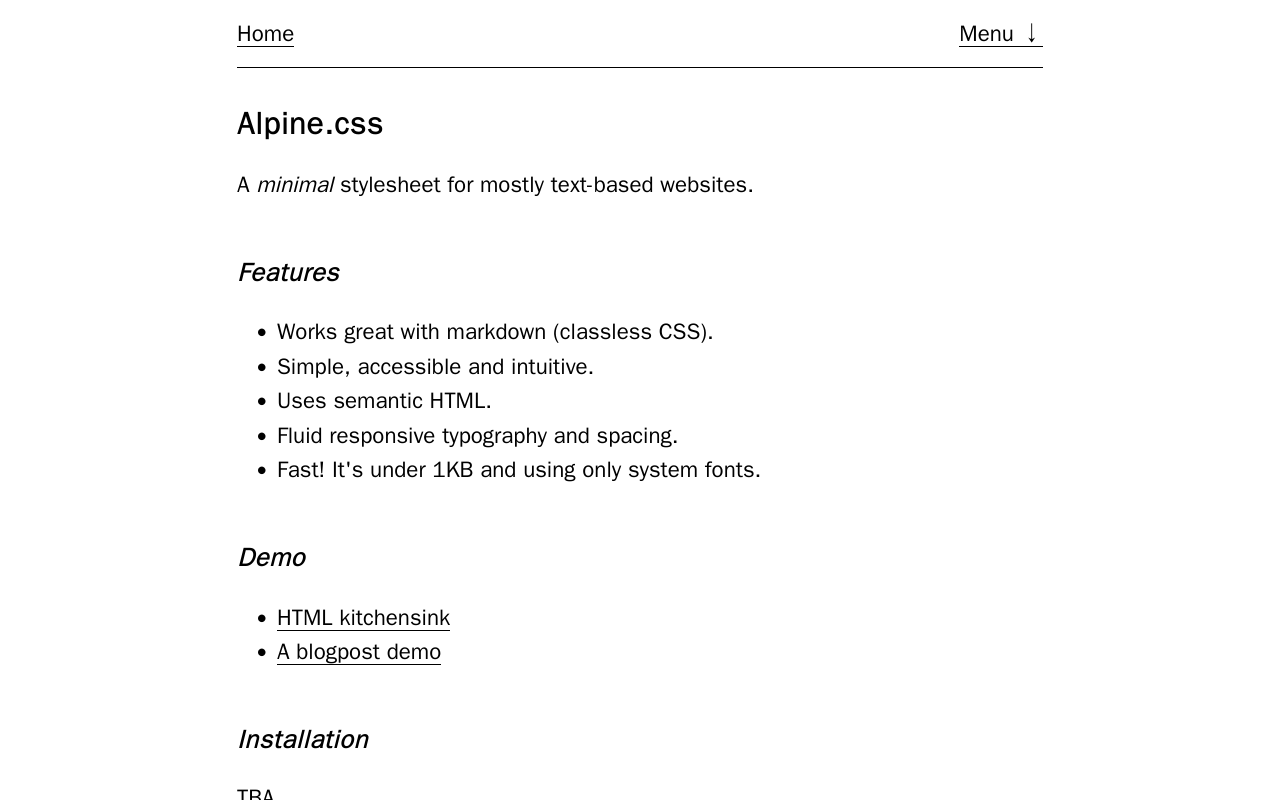 Home
Menu ↓
Alpine.css
A minimal stylesheet for mostly text-based websites.
Features
• Works great with markdown (classless CSS).
• Simple, accessible and intuitive.
• Uses semantic HTML.
• Fluid responsive typography and spacing.
• Fast! It's under 1KB and using only system fonts.
Demo
• HTML kitchensink
• A blogpost demo
Installation
TBA